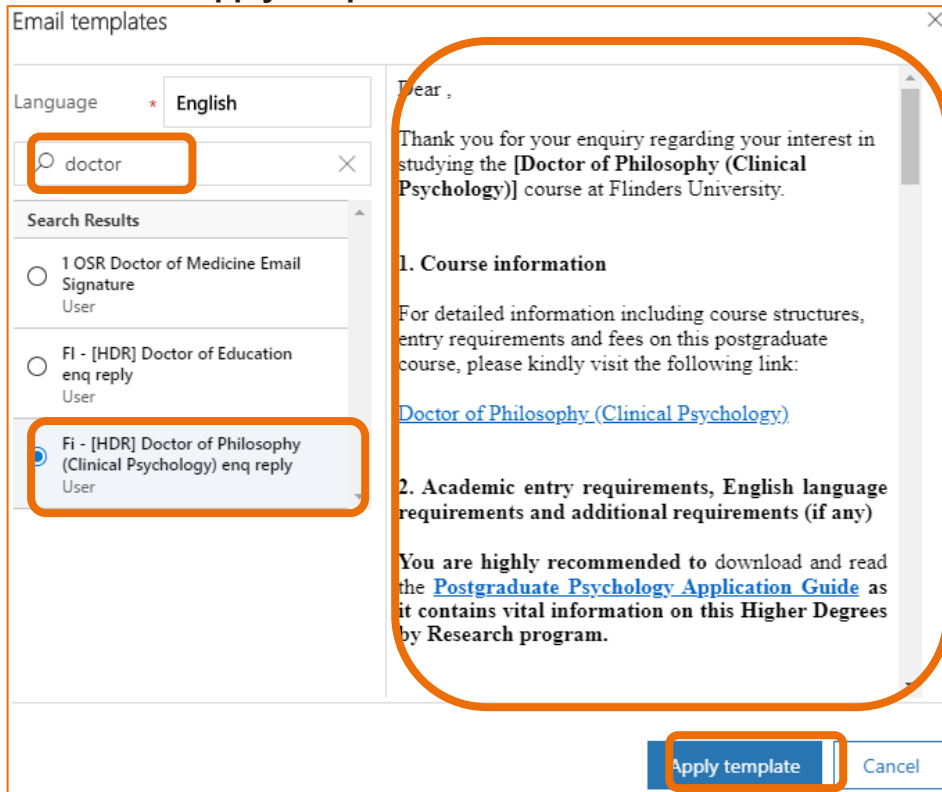 Email templates
Language * English
doctor
Search Results
1 OSR Doctor of Medicine Email
Signature
User
FI - [HDR] Doctor of Education
enq reply
User
Fi - [HDR] Doctor of Philosophy
(Clinical Psychology) enq reply
User
Dear ,
Thank you for your enquiry regarding your interest in
studying the [Doctor of Philosophy (Clinical
Psychology)] course at Flinders University.
1. Course information
For detailed information including course structures,
entry requirements and fees on this postgraduate
course, please kindly visit the following link:
Doctor of Philosophy (Clinical Psychology)
2. Academic entry requirements, English language
requirements and additional requirements (if any)
You are highly recommended to download and read
the Postgraduate Psychology Application Guide as
it contains vital information on this Higher Degrees
by Research program.
Apply template
Cancel